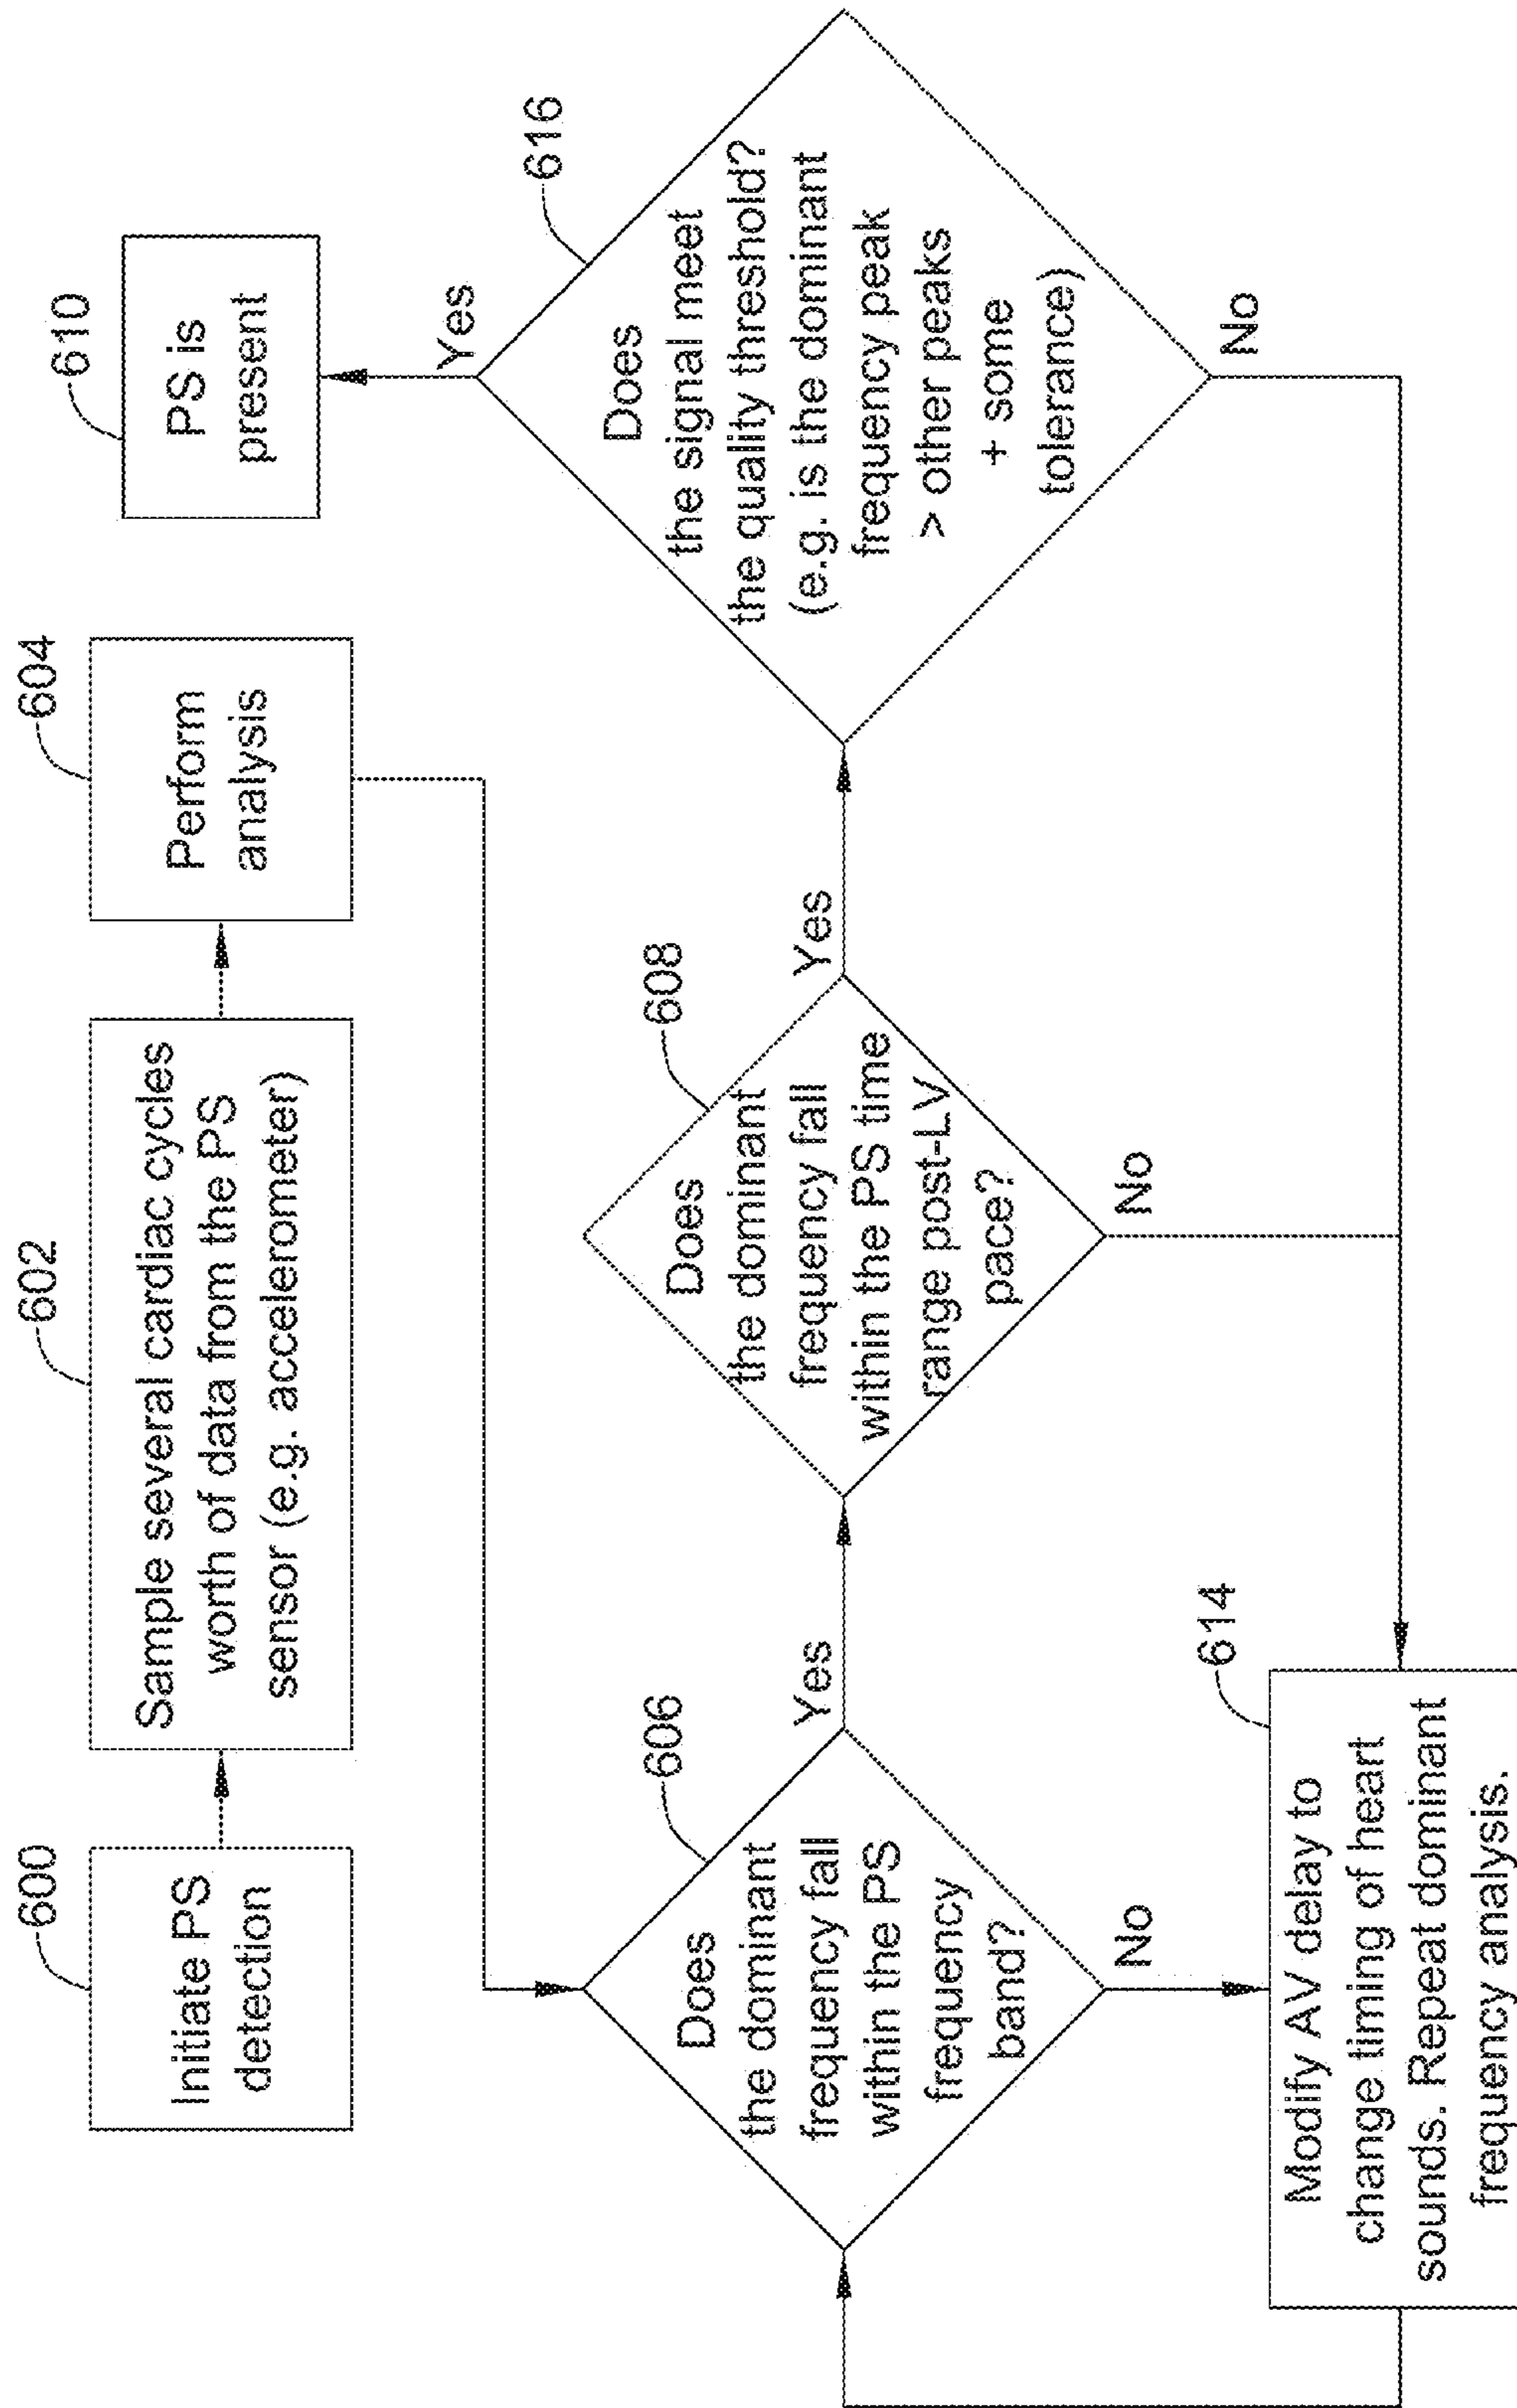 600
Initiate PS
detection
602
Sample several cardiac cycles
worth of data from the PS
sensor (e.g. accelerometer)
604
Perform
analysis
606
Does
the dominant
frequency fall
within the PS
frequency
band?
Yes
No
608
Does
the dominant
frequency fall
within the PS time
range post-LV
pace?
Yes
No
616
Does
the signal meet
the quality threshold?
(e.g. is the dominant
frequency peak
> other peaks
+ some
tolerance)
Yes
No
610
PS is
present
614
Modify AV delay to
change timing of heart
sounds. Repeat dominant
frequency analysis.